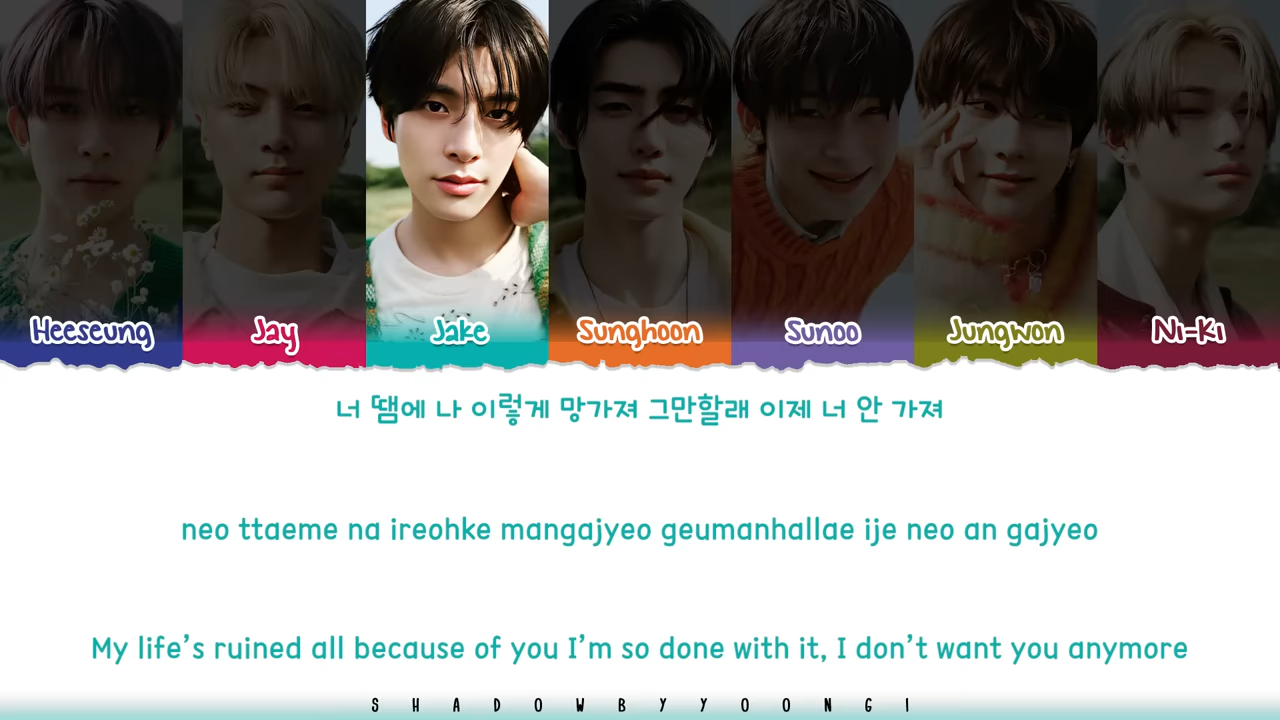 Heeseung
Jay
Jake
Sunghoon
Sunoo
Jungwon
Ni-Ki
너 땜에 나 이렇게 망가져 그만할래 이제 너 안 가져
neo ttaeme na ireohke mangajyeo geumanhallae ije neo an gajyeo
My life's ruined all because of you I'm so done with it, I don't want you anymore
SHADOWBYYOONGI